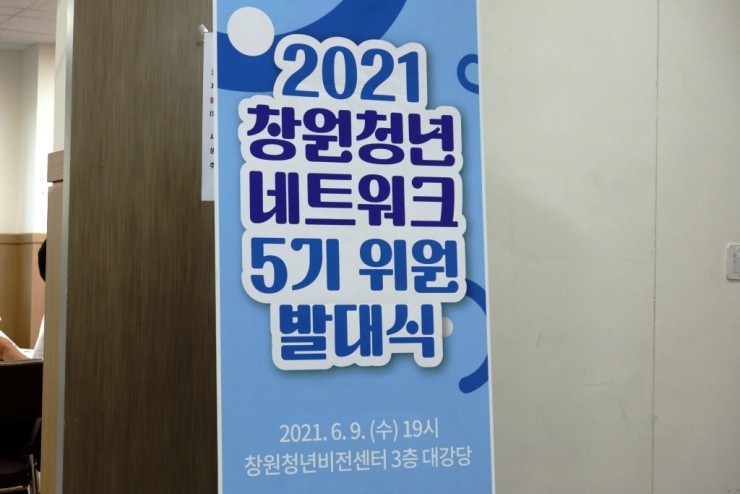 2021
창원청년
네트워크
5기 위원
발대식
2021. 6. 9. (수) 19시
창원청년비전센터 3층 대강당